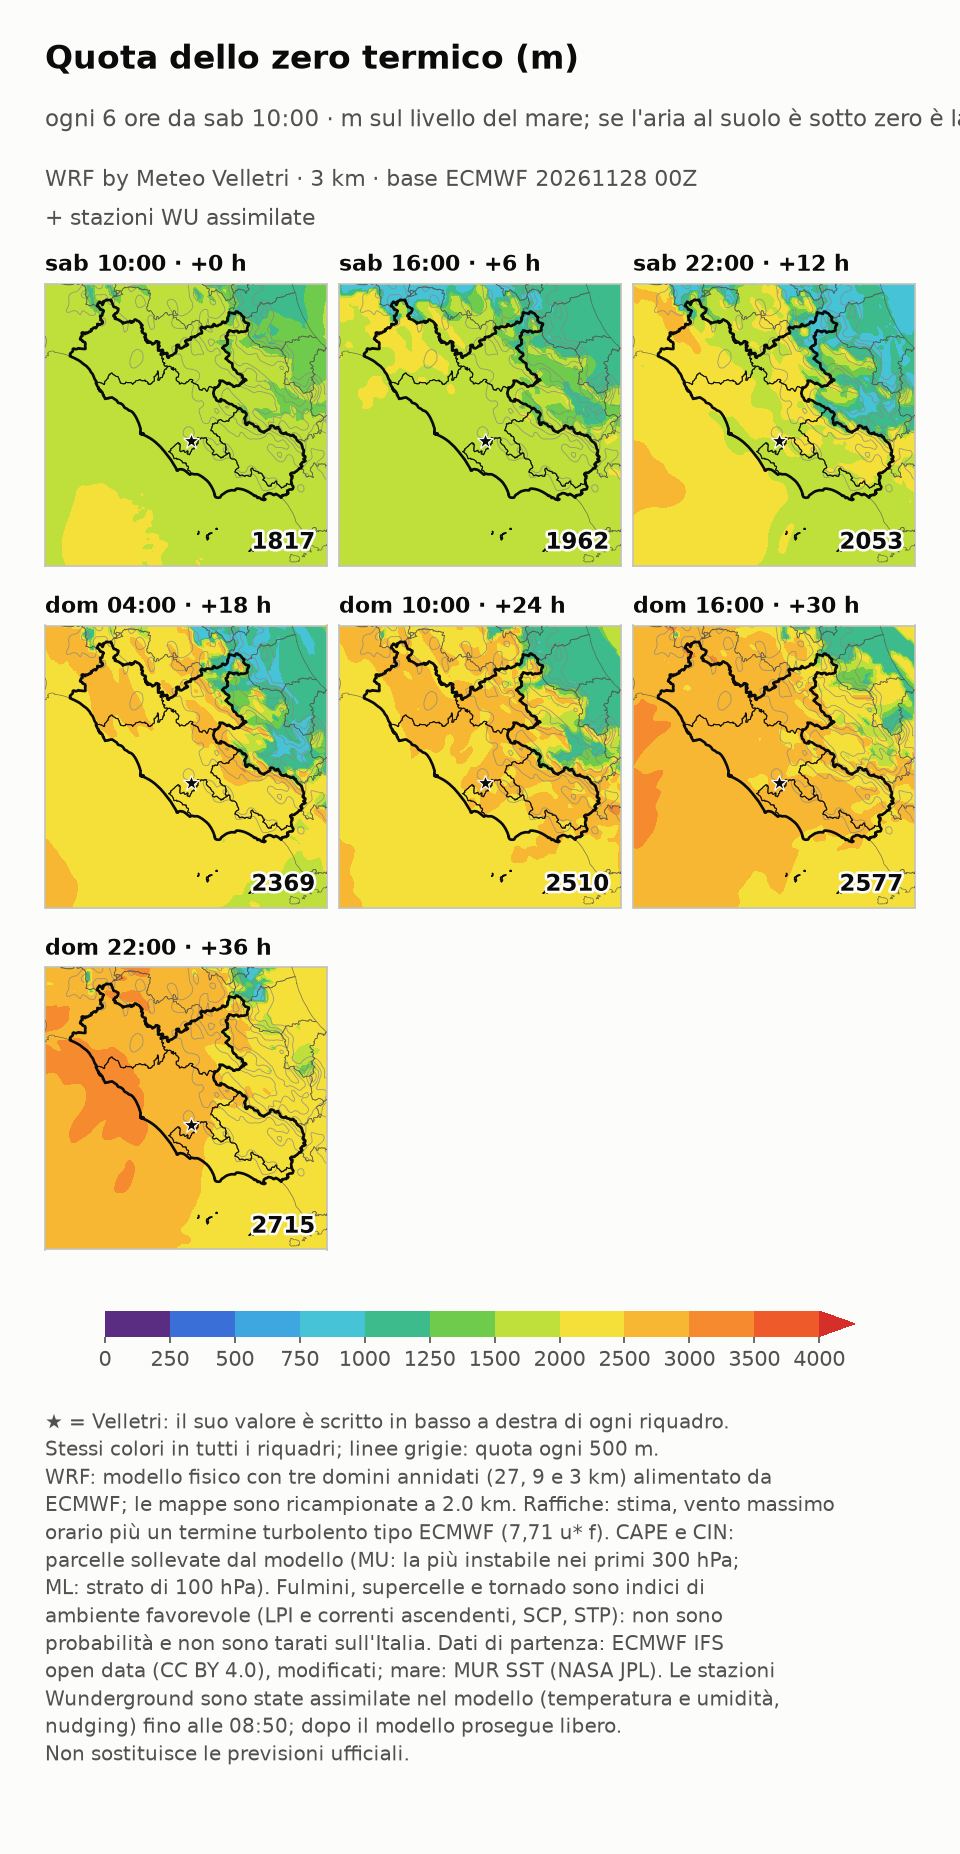 Quota dello zero termico (m)
ogni 6 ore da sab 10:00 · m sul livello del mare; se l'aria al suolo è sotto zero è
WRF by Meteo Velletri · 3 km · base ECMWF 20261128 00Z
+ stazioni WU assimilate
sab 10:00 · +0 h
sab 16:00 · +6 h
sab 22:00 · +12 h
1817
1962
2053
dom 04:00 · +18 h
dom 10:00 · +24 h
dom 16:00 · +30 h
2369
2510
2577
dom 22:00 · +36 h
2715
0 250 500 750 1000 1250 1500 2000 2500 3000 3500 4000
★ = Velletri: il suo valore è scritto in basso a destra di ogni riquadro.
Stessi colori in tutti i riquadri; linee grigie: quota ogni 500 m.
WRF: modello fisico con tre domini annidati (27, 9 e 3 km) alimentato da
ECMWF; le mappe sono ricampionate a 2.0 km. Raffiche: stima, vento massimo
orario più un termine turbolento tipo ECMWF (7,71 u* f). CAPE e CIN:
parcelle sollevate dal modello (MU: la più instabile nei primi 300 hPa;
ML: strato di 100 hPa). Fulmini, supercelle e tornado sono indici di
ambiente favorevole (LPI e correnti ascendenti, SCP, STP): non sono
probabilità e non sono tarati sull'Italia. Dati di partenza: ECMWF IFS
open data (CC BY 4.0), modificati; mare: MUR SST (NASA JPL). Le stazioni
Wunderground sono state assimilate nel modello (temperatura e umidità,
nudging) fino alle 08:50; dopo il modello prosegue libero.
Non sostituisce le previsioni ufficiali.